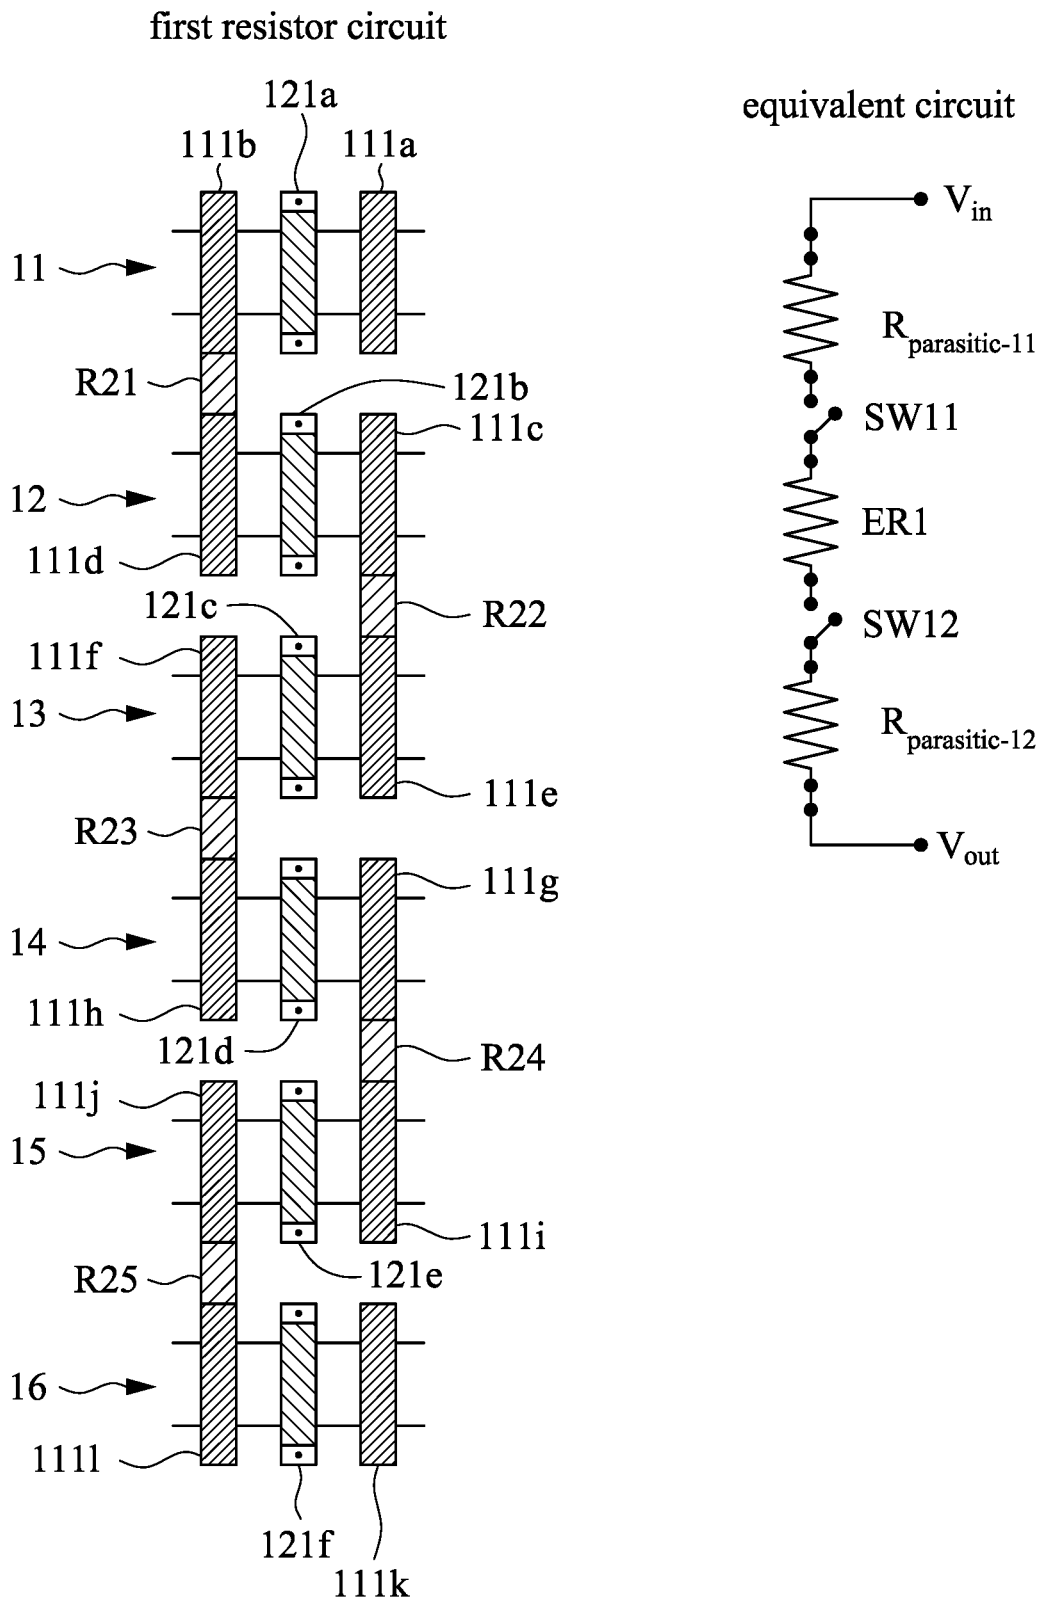 first resistor circuit
equivalent circuit
121a
111b
111a
11
R21
121b
111c
12
111d
121c
R22
111f
13
111e
R23
111g
14
111h
121d
R24
111j
15
111i
121e
R25
16
111l
121f
111k
Vin
Rparasitic-11
SW11
ER1
SW12
Rparasitic-12
Vout